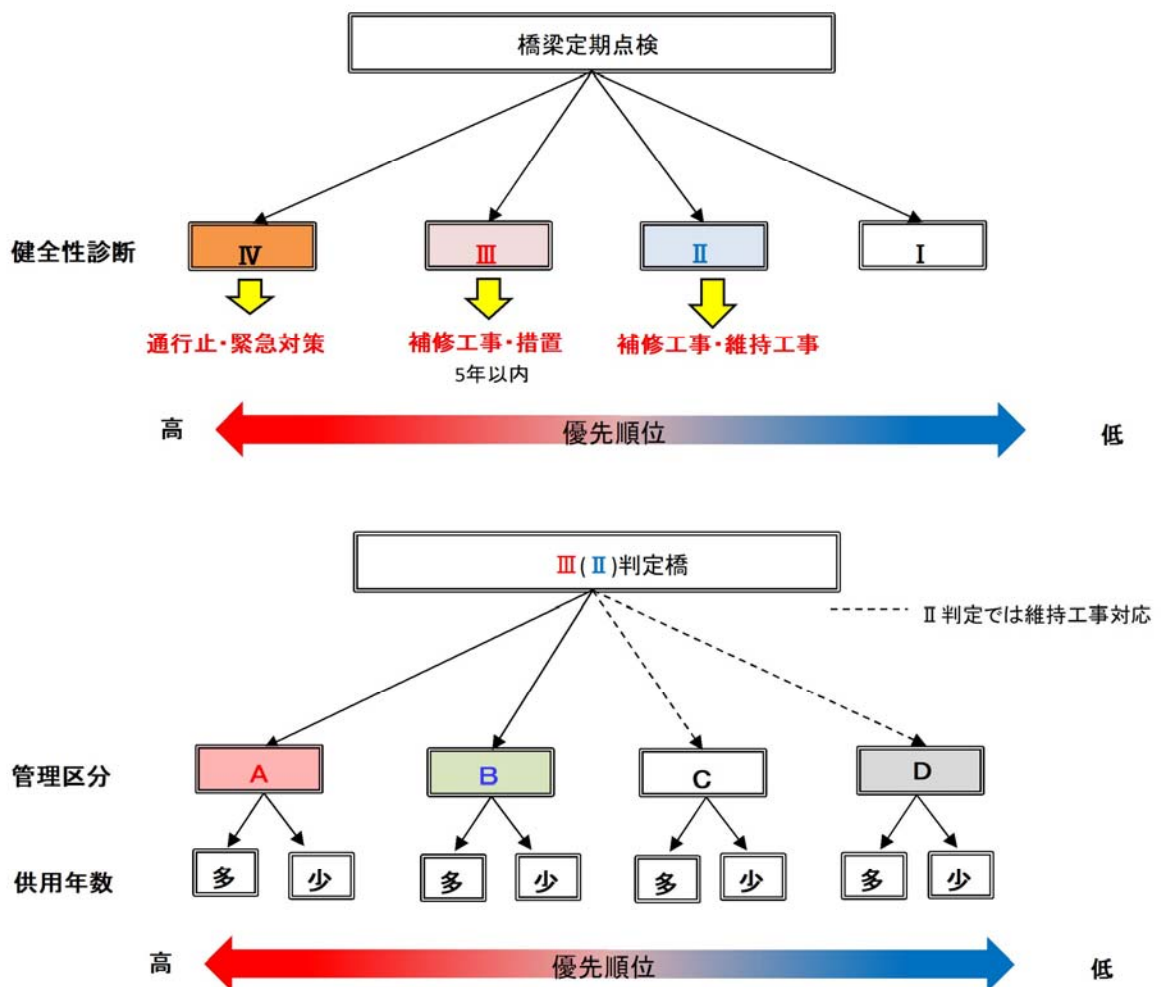 橋梁定期点検
健全性診断
Ⅳ
Ⅲ
Ⅱ
Ⅰ
通行止・緊急対策
補修工事・措置
補修工事・維持工事
5年以内
高
優先順位
低
Ⅲ(Ⅱ)判定橋
Ⅱ判定では維持工事対応
管理区分
A
B
C
D
供用年数
多
少
多
少
多
少
多
少
高
優先順位
低